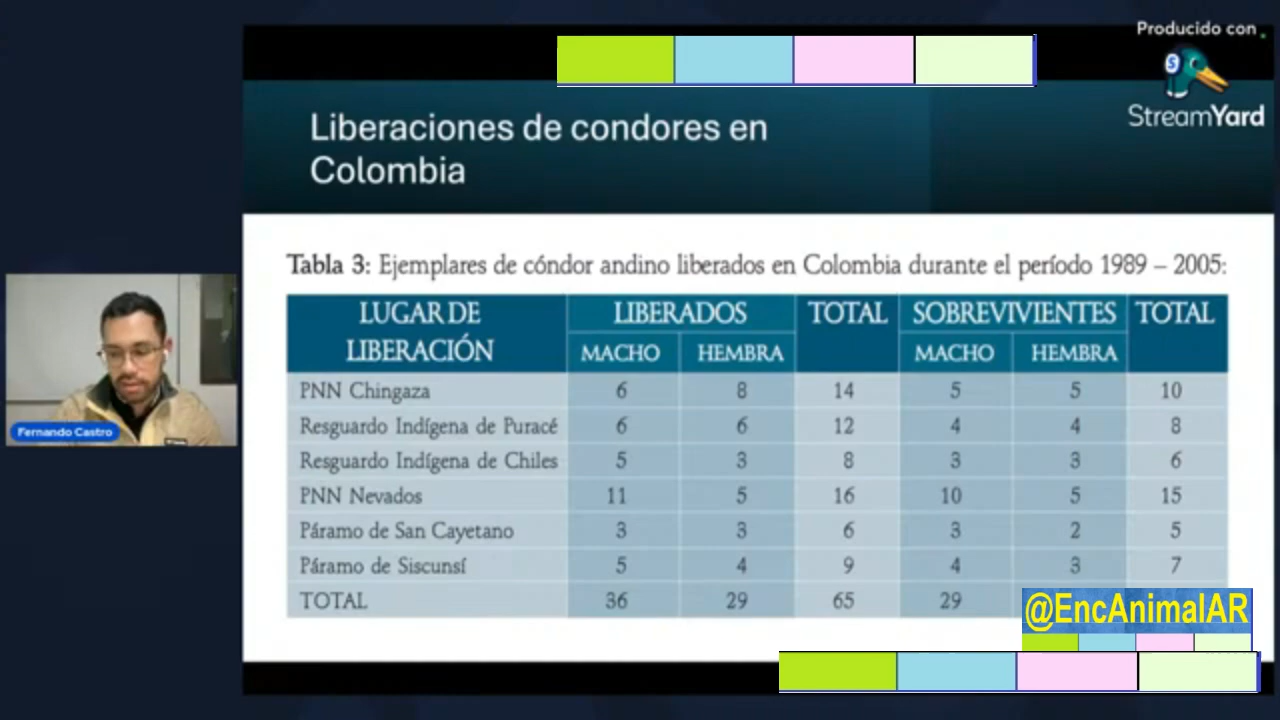 Producido con
StreamYard
Liberaciones de condores en
Colombia
Tabla 3: Ejemplares de cóndor andino liberados en Colombia durante el período 1989 – 2005:
LUGAR DE LIBERACIÓN LIBERADOS TOTAL SOBREVIVIENTES TOTAL
MACHO HEMBRA MACHO HEMBRA
PNN Chingaza 6 8 14 5 5 10
Resguardo Indígena de Puracé 6 6 12 4 4 8
Resguardo Indígena de Chiles 5 3 8 3 3 6
PNN Nevados 11 5 16 10 5 15
Páramo de San Cayetano 3 3 6 3 2 5
Páramo de Siscunsí 5 4 9 4 3 7
TOTAL 36 29 65 29
Fernando Castro
@EncAnimalAR